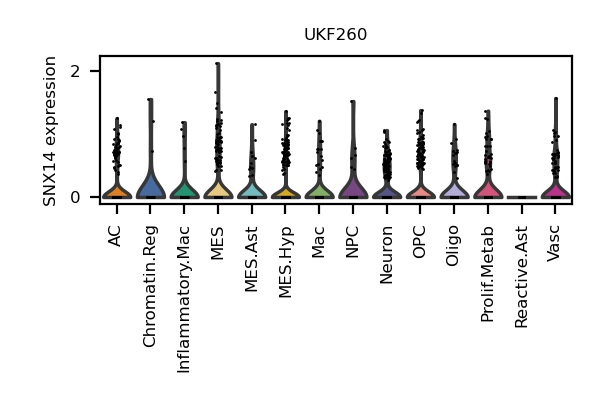 UKF260
SNX14 expression
2
0
AC
Chromatin.Reg
Inflammatory.Mac
MES
MES.Ast
MES.Hyp
Mac
NPC
Neuron
OPC
Oligo
Prolif.Metab
Reactive.Ast
Vasc